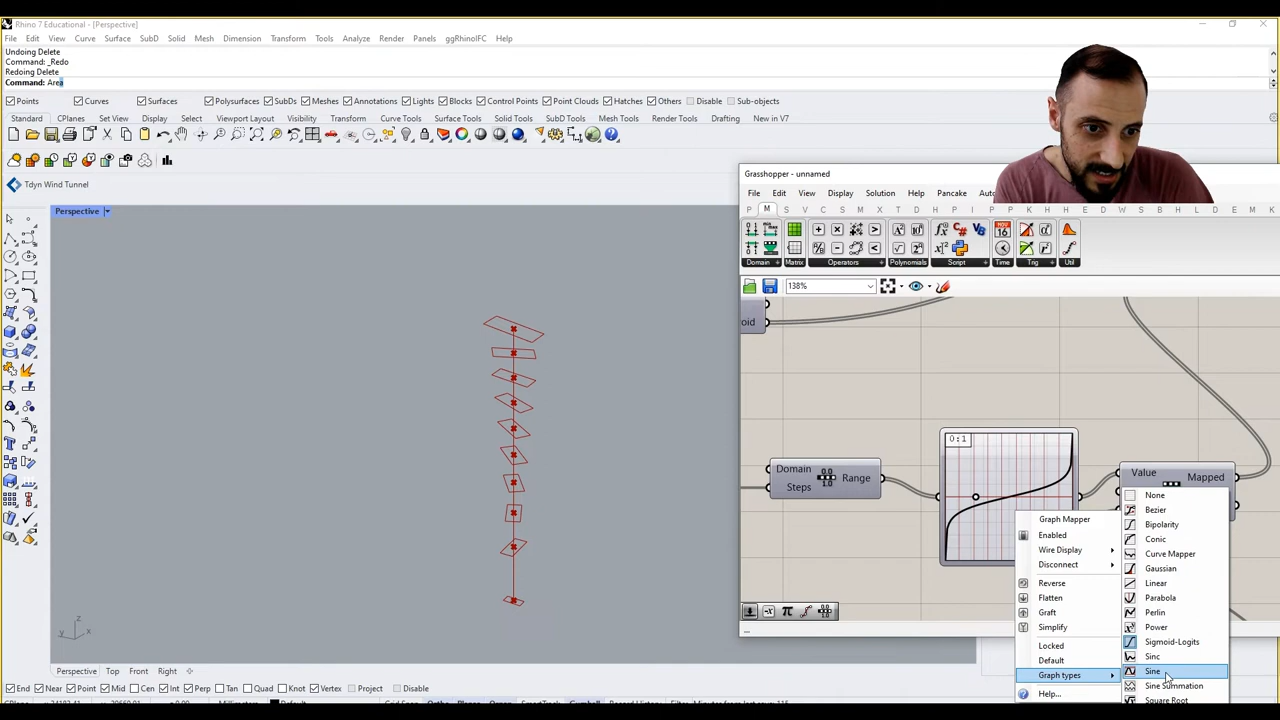 Rhino 7 Educational - [Perspective]
File Edit View Curve Surface SubD Solid Mesh Dimension Transform Tools Analyze Render Panels ggRhinoIFC Help
Undoing Delete
Command: _Redo
Redoing Delete
Command: Area
Points Curves Surfaces Polysurfaces SubDs Meshes Annotations Lights Blocks Control Points Point Clouds Hatches Others Disable Sub-objects
Standard CPlanes Set View Display Select Viewport Layout Visibility Transform Curve Tools Surface Tools Solid Tools SubD Tools Mesh Tools Render Tools Drafting New in V7
Tdyn Wind Tunnel
Perspective
Grasshopper - unnamed
File Edit View Display Solution Help Pancake
P M S V C S M X T D H P L B A F H E D C W S A P L D E K
Domain Matrix Operators Polynomials Script Time Trig Util
138%
oid
Domain
Steps
Range
0:1
Value
Mapped
Graph Mapper
Enabled
Wire Display
Disconnect
Reverse
Flatten
Graft
Simplify
Locked
Default
Graph types
Help...
None
Bezier
Bipolarity
Conic
Curve Mapper
Gaussian
Linear
Parabola
Perlin
Power
Sigmoid-Logits
Sinc
Sine
Sine Summation
Square Root
z
y x
Perspective Top Front Right
End Near Point Mid Cen Int Perp Tan Quad Knot Vertex Project Disable